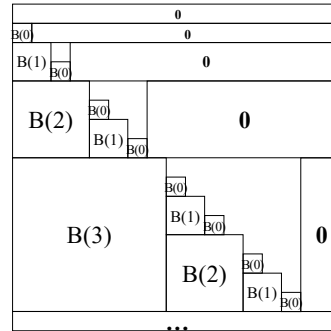 0
B(0) 0
B(1) B(0) 0
B(0)
B(2) B(1) 0
B(0)
B(0)
B(1)
B(0)
B(3) B(2) 0
B(0)
B(1)
B(0)
...